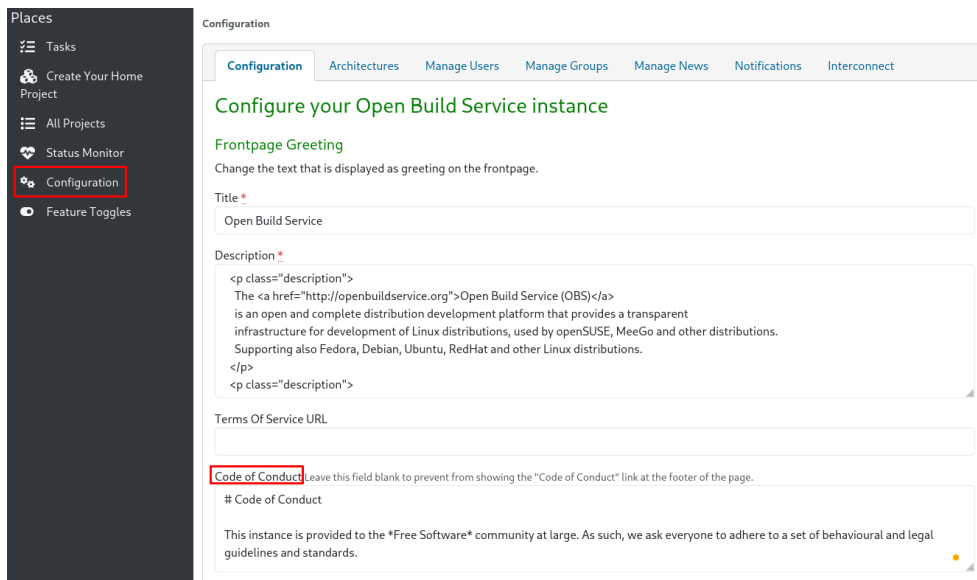 Places
Tasks
Create Your Home
Project
All Projects
Status Monitor
Configuration
Feature Toggles
Configuration
Configuration Architectures Manage Users Manage Groups Manage News Notifications Interconnect
Configure your Open Build Service instance
Frontpage Greeting
Change the text that is displayed as greeting on the frontpage.
Title *
Open Build Service
Description *
<p class="description">
The <a href="http://openbuildservice.org">Open Build Service (OBS)</a>
is an open and complete distribution development platform that provides a transparent
infrastructure for development of Linux distributions, used by openSUSE, MeeGo and other distributions.
Supporting also Fedora, Debian, Ubuntu, RedHat and other Linux distributions.
</p>
<p class="description">
Terms Of Service URL
Code of Conduct Leave this field blank to prevent from showing the "Code of Conduct" link at the footer of the page.
# Code of Conduct
This instance is provided to the *Free Software* community at large. As such, we ask everyone to adhere to a set of behavioural and legal
guidelines and standards.